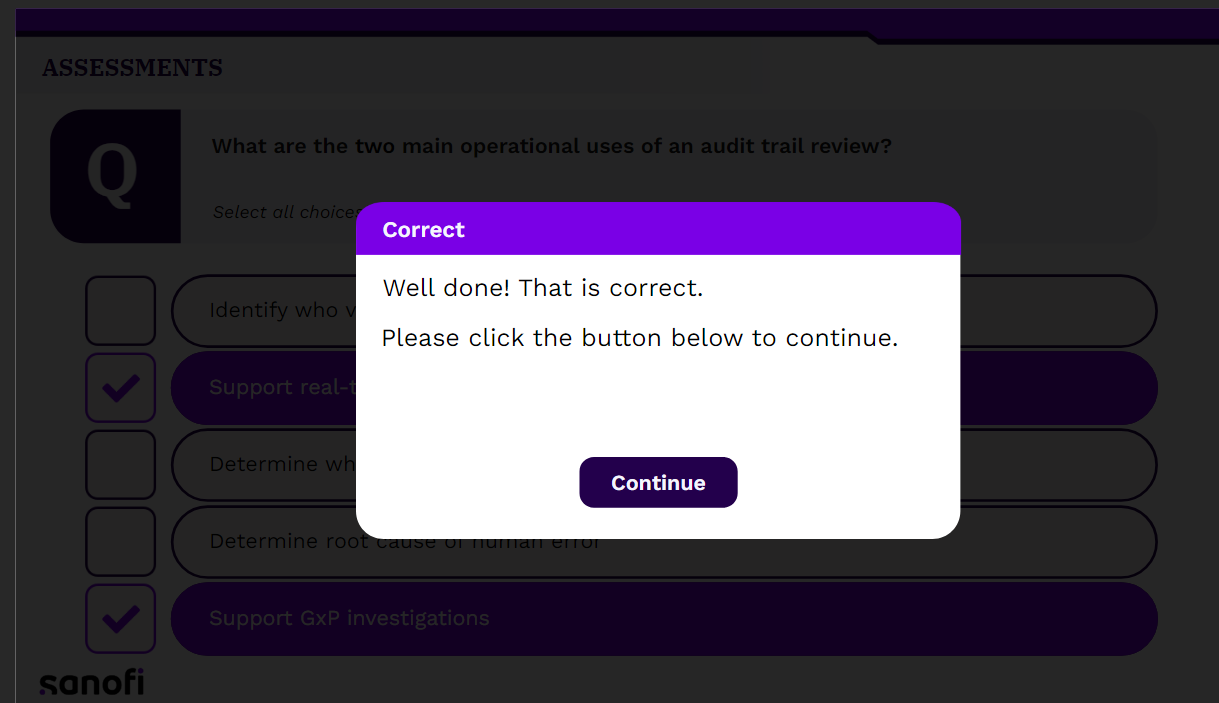 ASSESSMENTS
Q
What are the two main operational uses of an audit trail review?
Select all choices
Correct
Well done! That is correct.
Please click the button below to continue.
Continue
Identify who
Support real-
Determine
Determine root cause of human error
Support GxP investigations
sanofi